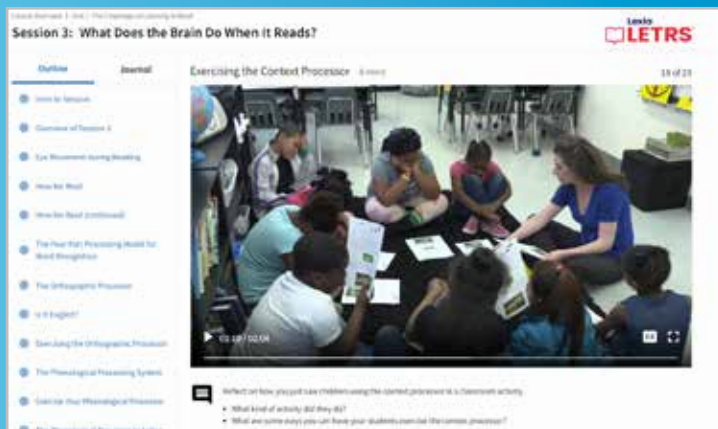 Session 3: What Does the Brain Do When It Reads?
Lexia
LETRS
Outline
Journal
Exercising the Context Processor
19 of 23
Intro to Session
Overview of Session 3
Eye Movement during Reading
How We Read
How We Read (continued)
The Four-Part Processing Model for
Word Recognition
The Orthographic Processor
Is It English?
Exercising the Orthographic Processor
The Phonological Processing System
Exercise Your Phonological Processor
Reflect on how you just saw children using the context processor in a classroom activity.
• What kind of activity did they do?
• What are some ways you can have your students exercise the context processor?